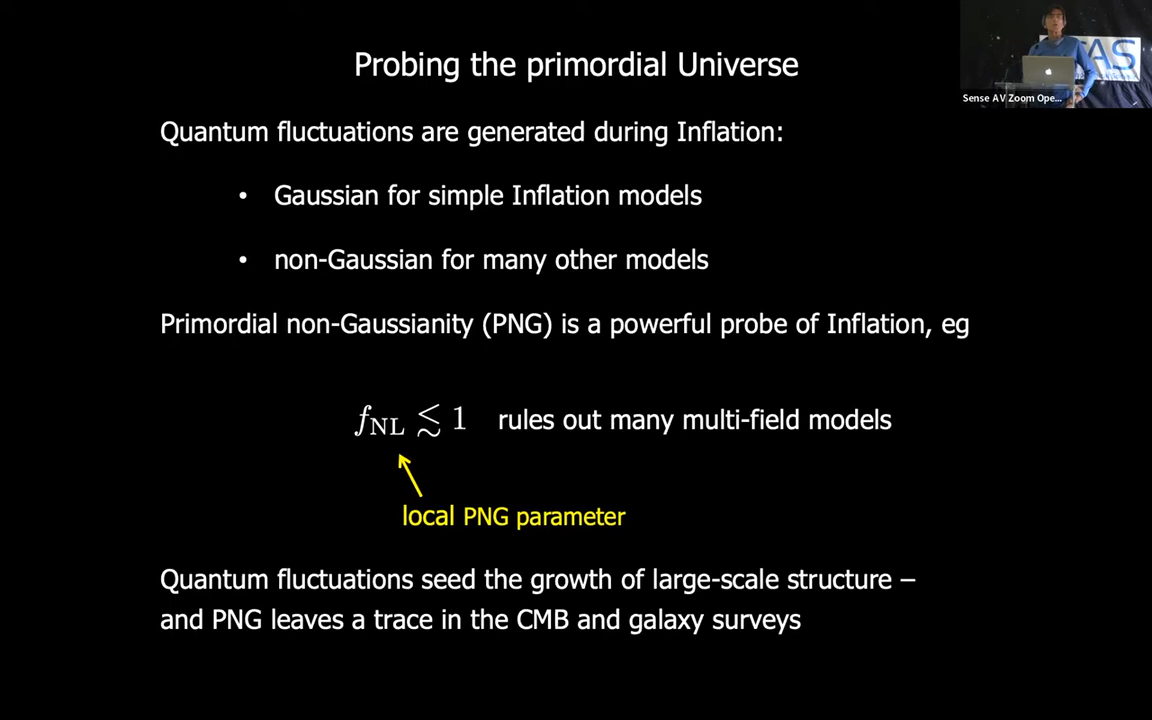 Probing the primordial Universe
Quantum fluctuations are generated during Inflation:
• Gaussian for simple Inflation models
• non-Gaussian for many other models
Primordial non-Gaussianity (PNG) is a powerful probe of Inflation, eg
f_NL ≲ 1 rules out many multi-field models
local PNG parameter
Quantum fluctuations seed the growth of large-scale structure –
and PNG leaves a trace in the CMB and galaxy surveys
AS
Sense AV Zoom Ope...